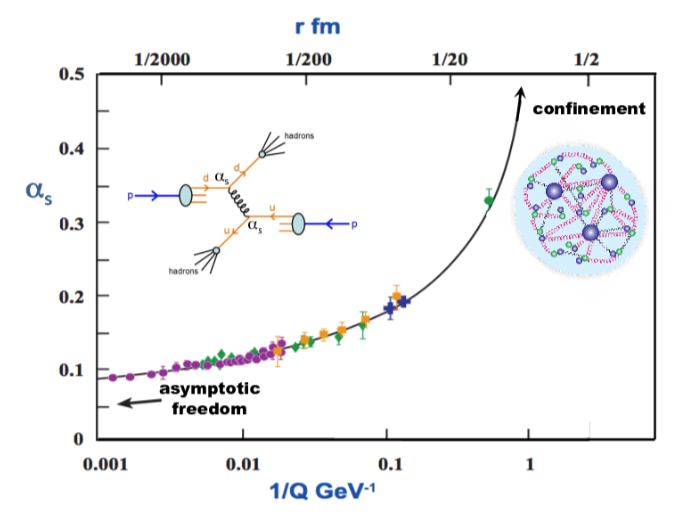 r fm
1/2000 1/200 1/20 1/2
0.5
confinement
hadrons
0.4
d αs d
αs
p
0.3
u
p
u αs
hadrons
0.2
0.1
asymptotic
freedom
0
0.001 0.01 0.1 1
1/Q GeV-1